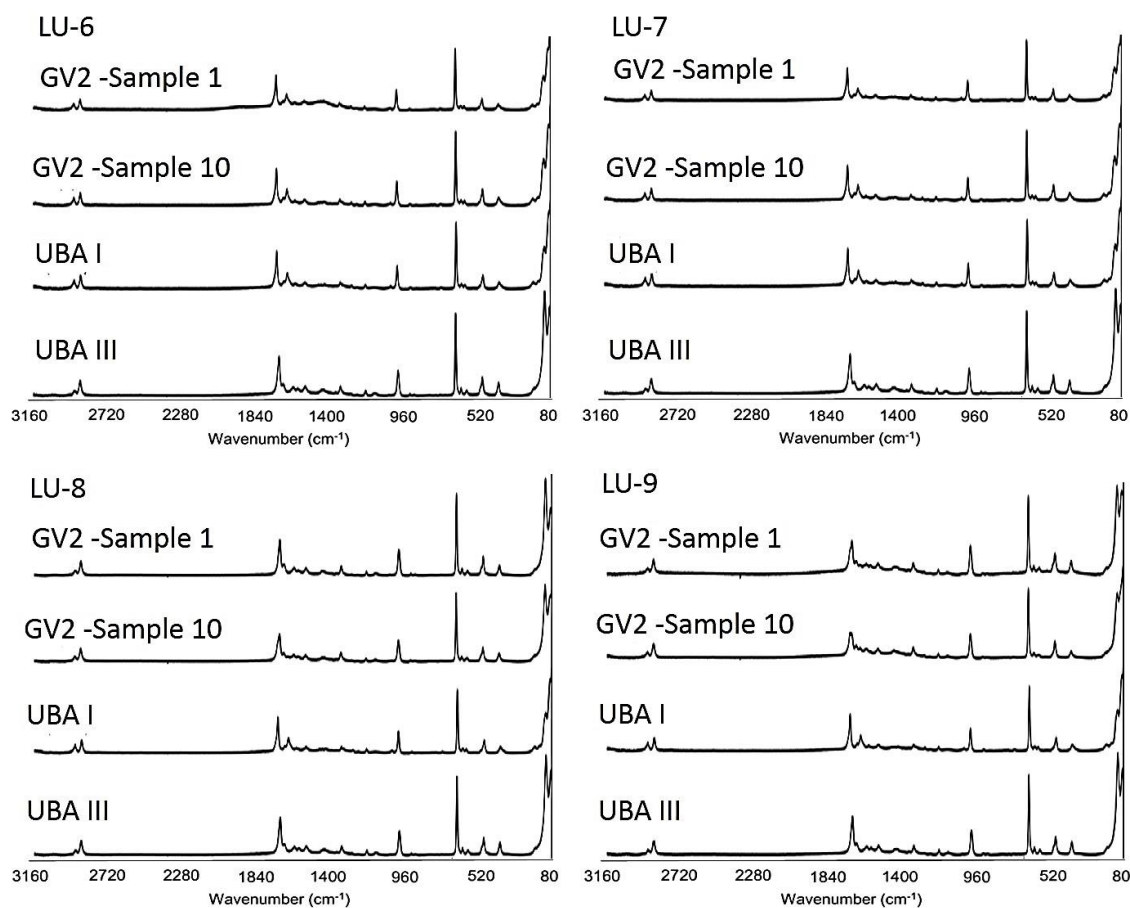 LU-6
GV2 -Sample 1
GV2 -Sample 10
UBA I
UBA III
3160 2720 2280 1840 1400 960 520 80
Wavenumber (cm-1)
LU-7
GV2 -Sample 1
GV2 -Sample 10
UBA I
UBA III
3160 2720 2280 1840 1400 960 520 80
Wavenumber (cm-1)
LU-8
GV2 -Sample 1
GV2 -Sample 10
UBA I
UBA III
3160 2720 2280 1840 1400 960 520 80
Wavenumber (cm-1)
LU-9
GV2 -Sample 1
GV2 -Sample 10
UBA I
UBA III
3160 2720 2280 1840 1400 960 520 80
Wavenumber (cm-1)